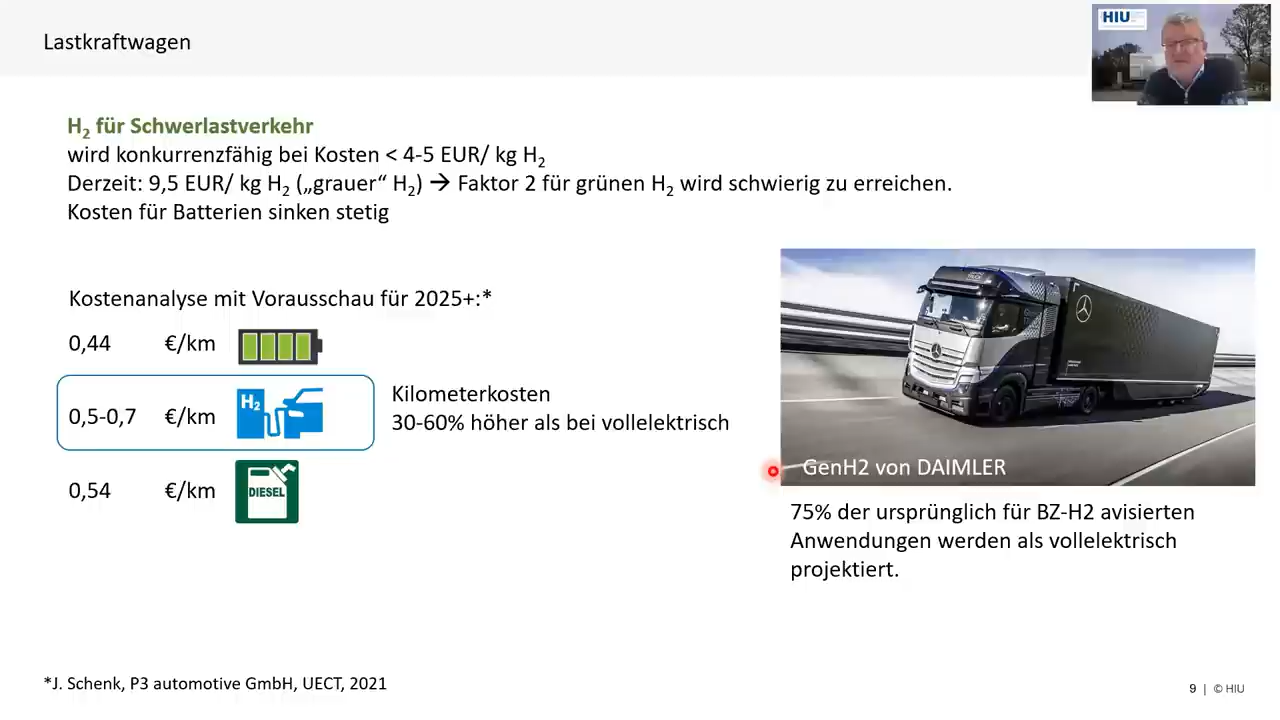 Lastkraftwagen
HIU
H₂ für Schwerlastverkehr
wird konkurrenzfähig bei Kosten < 4-5 EUR/ kg H₂
Derzeit: 9,5 EUR/ kg H₂ („grauer“ H₂) → Faktor 2 für grünen H₂ wird schwierig zu erreichen.
Kosten für Batterien sinken stetig
Kostenanalyse mit Vorausschau für 2025+:*
0,44 €/km
0,5-0,7 €/km H₂
Kilometerkosten
30-60% höher als bei vollelektrisch
0,54 €/km DIESEL
GenH2 von DAIMLER
75% der ursprünglich für BZ-H2 avisierten
Anwendungen werden als vollelektrisch
projektiert.
*J. Schenk, P3 automotive GmbH, UECT, 2021
9 | © HIU